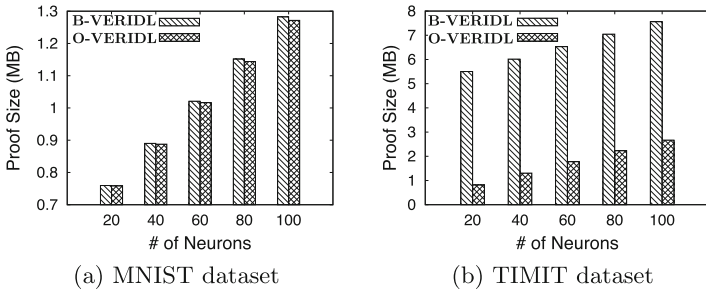 B-VERIDL
O-VERIDL
Proof Size (MB)
1.3
1.2
1.1
1
0.9
0.8
0.7
20 40 60 80 100
# of Neurons
(a) MNIST dataset
B-VERIDL
O-VERIDL
Proof Size (MB)
8
7
6
5
4
3
2
1
0
20 40 60 80 100
# of Neurons
(b) TIMIT dataset